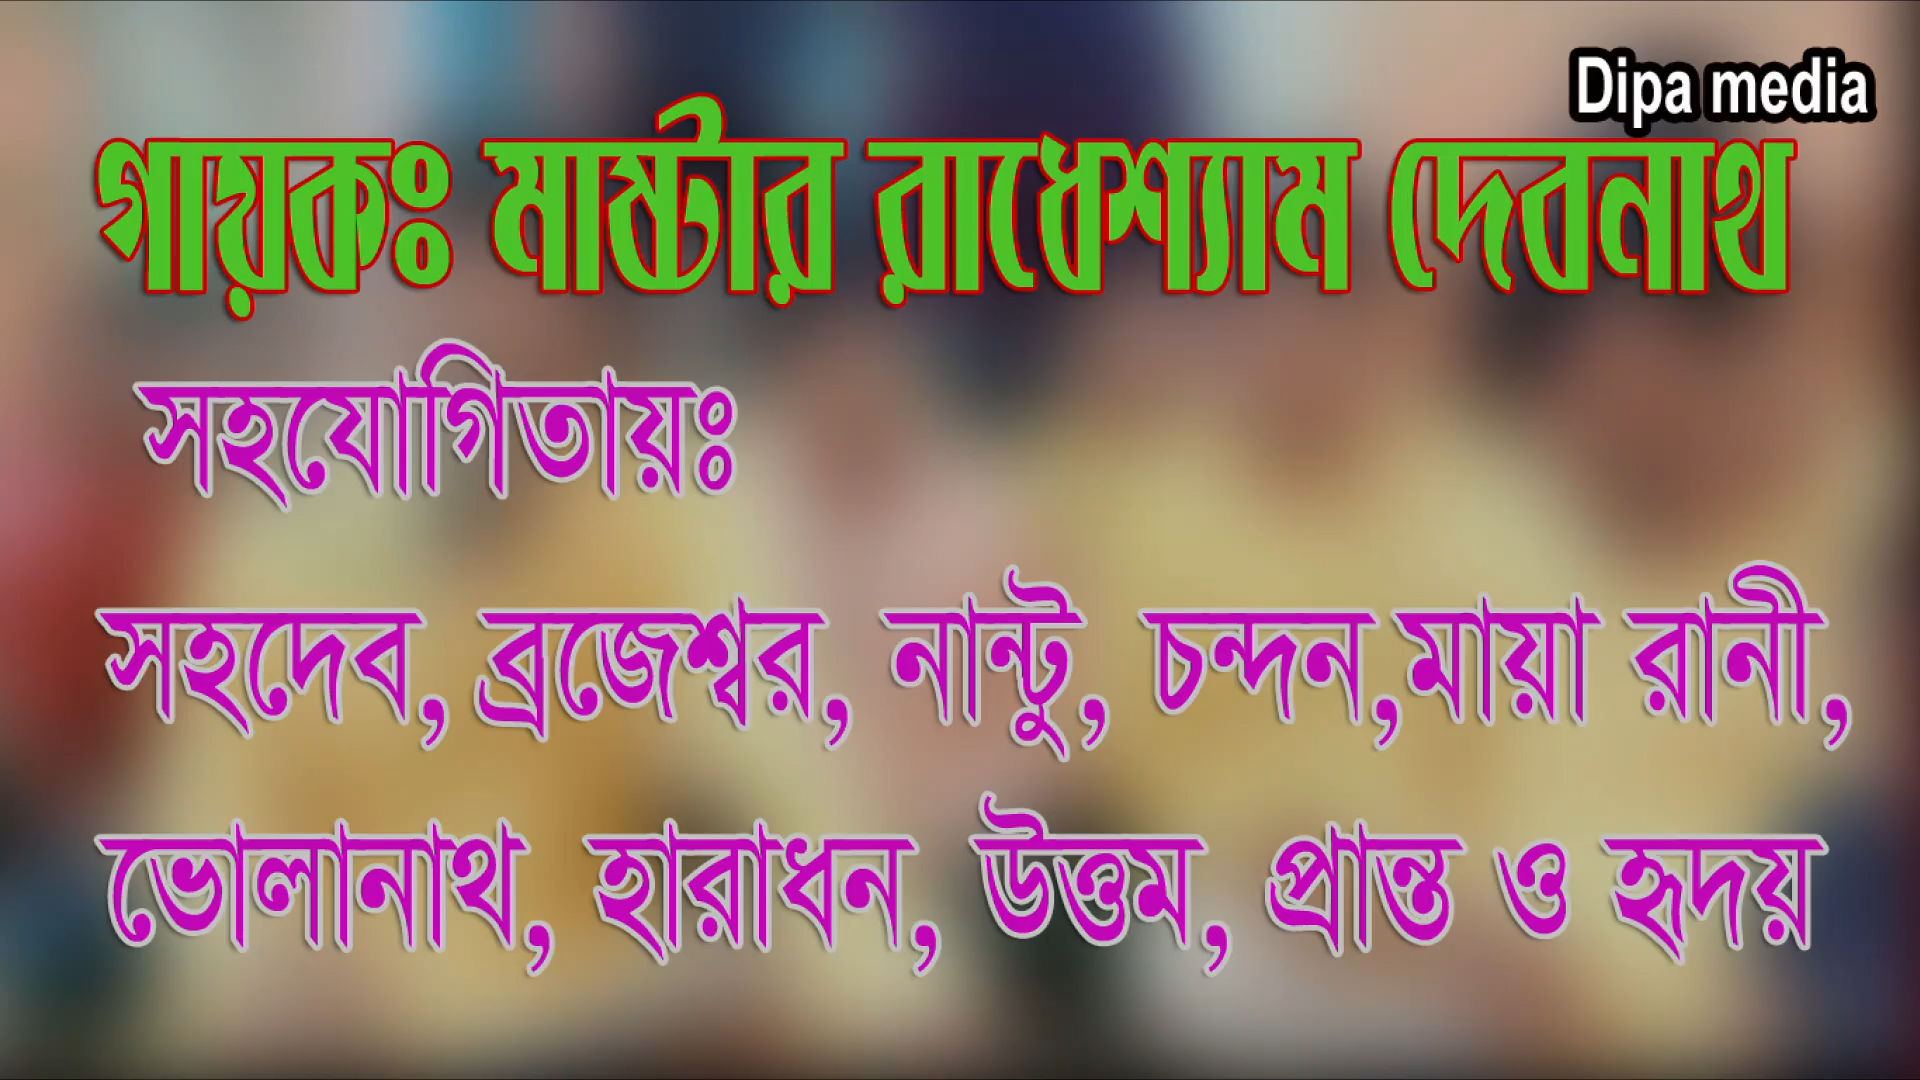 Dipa media
গায়কঃ মাষ্টার রাধেশ্যাম দেবনাথ
সহযোগিতায়ঃ
সহদেব, ব্রজেশ্বর, নান্টু, চন্দন,মায়া রানী,
ভোলানাথ, হারাধন, উত্তম, প্রান্ত ও হৃদয়